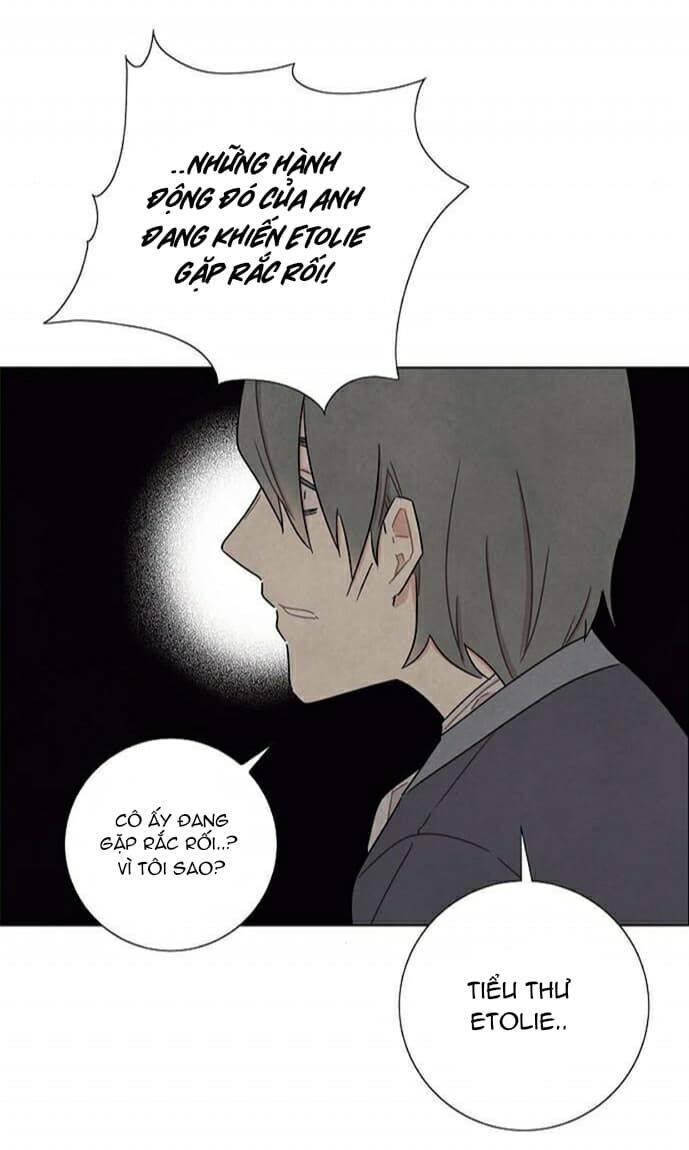 ..NHỮNG HÀNH
ĐỘNG ĐÓ CỦA ANH
ĐANG KHIẾN ETOLIE
GẶP RẮC RỐI!
CÔ ẤY ĐANG
GẶP RẮC RỐI..?
VÌ TÔI SAO?
TIỂU THƯ
ETOLIE..